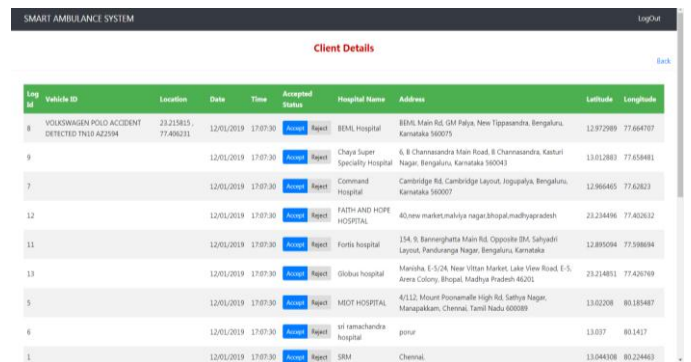 SMART AMBULANCE SYSTEM LogOut
Client Details
Back
Log Id Vehicle ID Location Date Time Accepted Status Hospital Name Address Latitude Longitude
8 VOLKSWAGEN POLO ACCIDENT DETECTED TN10 AZ2594 23.215815 , 77.406231 12/01/2019 17:07:30 Accept Reject BEML Hospital BEML Main Rd, GM Palya, New Tippasandra, Bengaluru, Karnataka 560075 12.972989 77.664707
9 12/01/2019 17:07:30 Accept Reject Chaya Super Speciality Hospital 6, B Channasandra Main Road, B Channasandra, Kasturi Nagar, Bengaluru, Karnataka 560043 13.012883 77.658481
7 12/01/2019 17:07:30 Accept Reject Command Hospital Cambridge Rd, Cambridge Layout, Jogupalya, Bengaluru, Karnataka 560007 12.966465 77.62823
12 12/01/2019 17:07:30 Accept Reject FAITH AND HOPE HOSPITAL 40,new market,malviya nagar,bhopal,madhyapradesh 23.234496 77.402632
11 12/01/2019 17:07:30 Accept Reject Fortis hospital 154, 9, Bannerghatta Main Rd, Opposite IIM, Sahyadri Layout, Panduranga Nagar, Bengaluru, Karnataka 12.895094 77.598694
13 12/01/2019 17:07:30 Accept Reject Globus hospital Manisha, E-5/24, Near Vittan Market, Lake View Road, E-5, Arera Colony, Bhopal, Madhya Pradesh 46201 23.214851 77.426769
5 12/01/2019 17:07:30 Accept Reject MIOT HOSPITAL 4/112, Mount Poonamalle High Rd, Sathya Nagar, Manapakkam, Chennai, Tamil Nadu 600089 13.02208 80.185487
6 12/01/2019 17:07:30 Accept Reject sri ramachandra hospital porur 13.037 80.1417
1 12/01/2019 17:07:30 Accept Reject SRM Chennai, 13.044308 80.224463